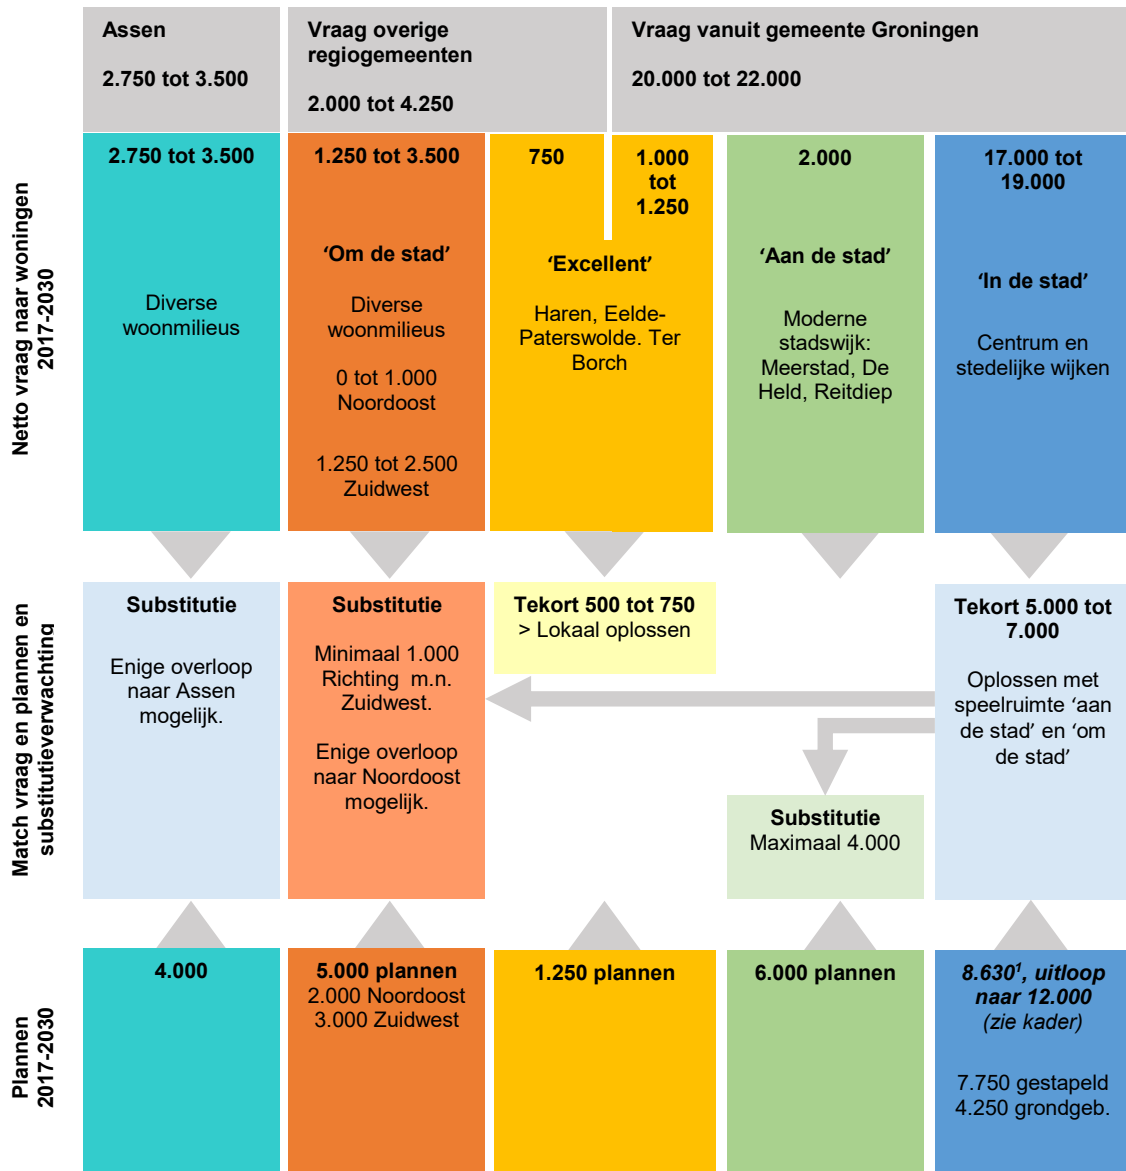 Assen
2.750 tot 3.500
Vraag overige
regiogemeenten
2.000 tot 4.250
Vraag vanuit gemeente Groningen
20.000 tot 22.000
Netto vraag naar woningen
2017-2030
2.750 tot 3.500
Diverse
woonmilieus
1.250 tot 3.500
‘Om de stad’
Diverse
woonmilieus
0 tot 1.000
Noordoost
1.250 tot 2.500
Zuidwest
750
1.000
tot
1.250
‘Excellent’
Haren, Eelde-
Paterswolde. Ter
Borch
2.000
‘Aan de stad’
Moderne
stadswijk:
Meerstad, De
Held, Reitdiep
17.000 tot
19.000
‘In de stad’
Centrum en
stedelijke wijken
Match vraag en plannen en
substitutieverwachting
Substitutie
Enige overloop
naar Assen
mogelijk.
Substitutie
Minimaal 1.000
Richting m.n.
Zuidwest.
Enige overloop
naar Noordoost
mogelijk.
Tekort 500 tot 750
> Lokaal oplossen
Substitutie
Maximaal 4.000
Tekort 5.000 tot
7.000
Oplossen met
speelruimte ‘aan
de stad’ en ‘om
de stad’
Plannen
2017-2030
4.000
5.000 plannen
2.000 Noordoost
3.000 Zuidwest
1.250 plannen
6.000 plannen
8.630¹, uitloop
naar 12.000
(zie kader)
7.750 gestapeld
4.250 grondgeb.